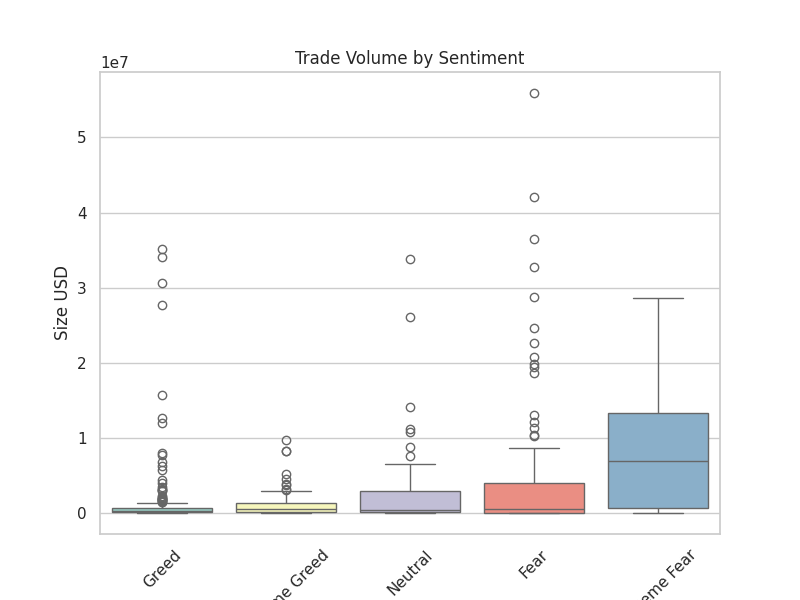 Trade Volume by Sentiment
1e7
5
4
3
2
1
0
Size USD
Greed
me Greed
Neutral
Fear
eme Fear